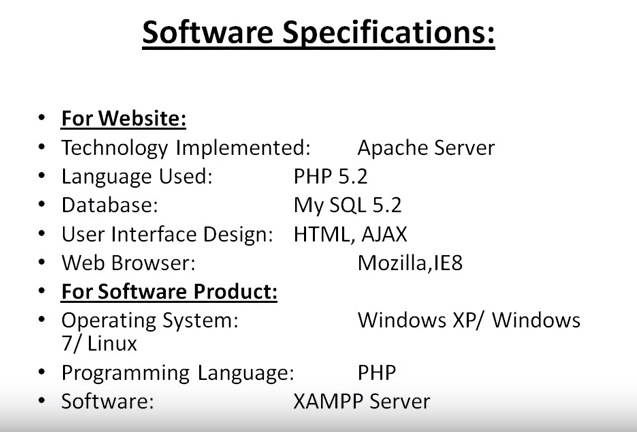 Software Specifications:
• For Website:
• Technology Implemented: Apache Server
• Language Used: PHP 5.2
• Database: My SQL 5.2
• User Interface Design: HTML, AJAX
• Web Browser: Mozilla,IE8
• For Software Product:
• Operating System: Windows XP/ Windows
7/ Linux
• Programming Language: PHP
• Software: XAMPP Server